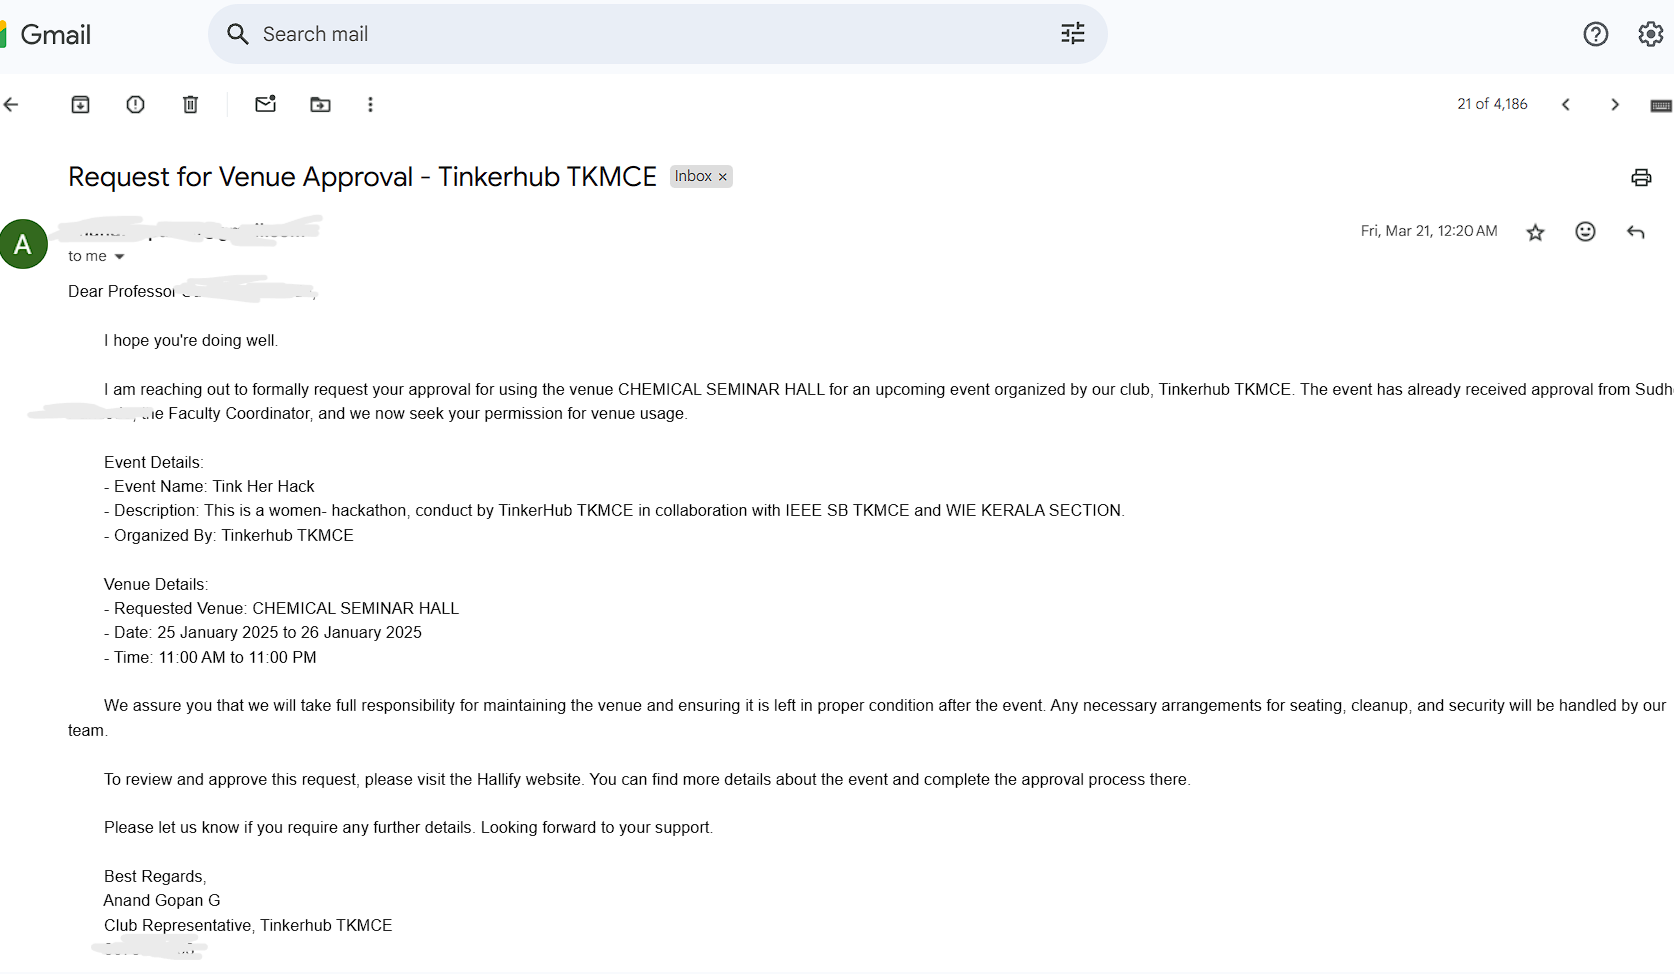 Gmail
Search mail
21 of 4,186
Request for Venue Approval - Tinkerhub TKMCE
Inbox ×
Fri, Mar 21, 12:20 AM
A
to me
Dear Professor
I hope you're doing well.
I am reaching out to formally request your approval for using the venue CHEMICAL SEMINAR HALL for an upcoming event organized by our club, Tinkerhub TKMCE. The event has already received approval from Sudh
the Faculty Coordinator, and we now seek your permission for venue usage.
Event Details:
- Event Name: Tink Her Hack
- Description: This is a women- hackathon, conduct by TinkerHub TKMCE in collaboration with IEEE SB TKMCE and WIE KERALA SECTION.
- Organized By: Tinkerhub TKMCE
Venue Details:
- Requested Venue: CHEMICAL SEMINAR HALL
- Date: 25 January 2025 to 26 January 2025
- Time: 11:00 AM to 11:00 PM
We assure you that we will take full responsibility for maintaining the venue and ensuring it is left in proper condition after the event. Any necessary arrangements for seating, cleanup, and security will be handled by our
team.
To review and approve this request, please visit the Hallify website. You can find more details about the event and complete the approval process there.
Please let us know if you require any further details. Looking forward to your support.
Best Regards,
Anand Gopan G
Club Representative, Tinkerhub TKMCE